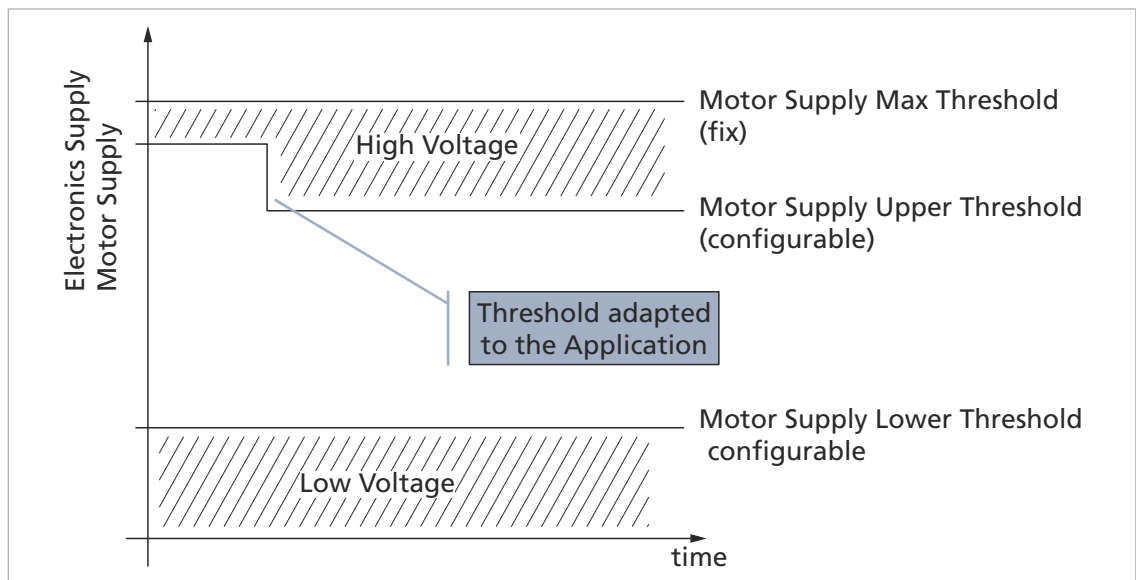 Electronics Supply
Motor Supply
Motor Supply Max Threshold
(fix)
High Voltage
Motor Supply Upper Threshold
(configurable)
Threshold adapted
to the Application
Motor Supply Lower Threshold
configurable
Low Voltage
time